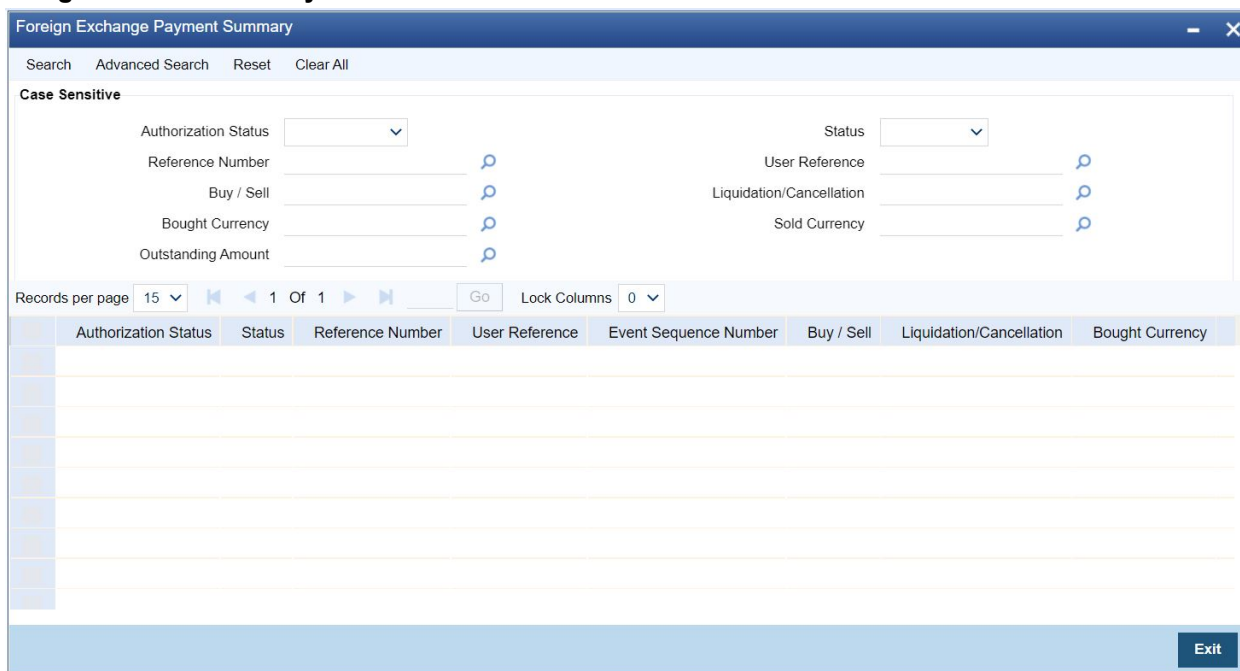 Foreign Exchange Payment Summary
Search Advanced Search Reset Clear All
Case Sensitive
Authorization Status Status
Reference Number User Reference
Buy / Sell Liquidation/Cancellation
Bought Currency Sold Currency
Outstanding Amount
Records per page 15 1 Of 1 Go Lock Columns 0
Authorization Status Status Reference Number User Reference Event Sequence Number Buy / Sell Liquidation/Cancellation Bought Currency
Exit